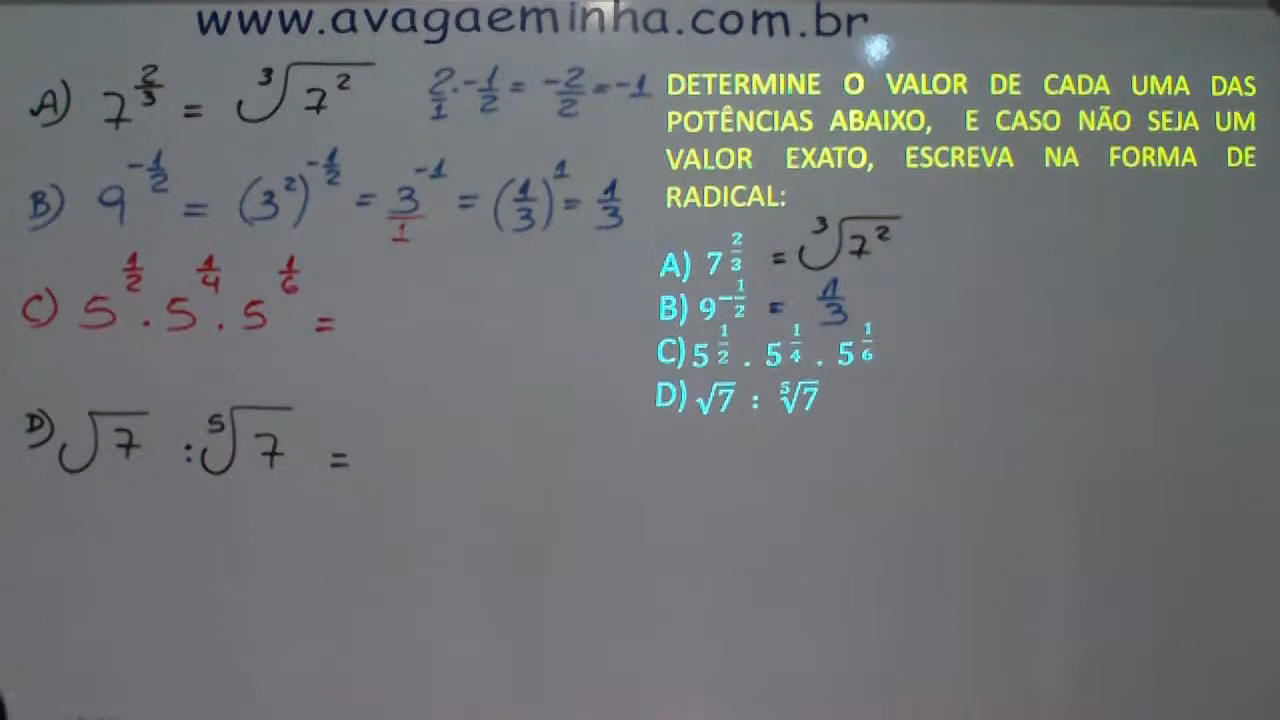 www.avagaeminha.com.br
A) 7^(2/3) = ∛(7²)
2/1 · -1/2 = -2/2 = -1
B) 9^(-1/2) = (3²)^(-1/2) = 3^(-1)/1 = (1/3)^1 = 1/3
C) 5^(1/2) . 5^(1/4) . 5^(1/6) =
D) √7 : ⁵√7 =
DETERMINE O VALOR DE CADA UMA DAS
POTÊNCIAS ABAIXO, E CASO NÃO SEJA UM
VALOR EXATO, ESCREVA NA FORMA DE
RADICAL:
A) 7^(2/3) = ∛(7²)
B) 9^(-1/2) = 1/3
C) 5^(1/2) . 5^(1/4) . 5^(1/6)
D) √7 : ⁵√7